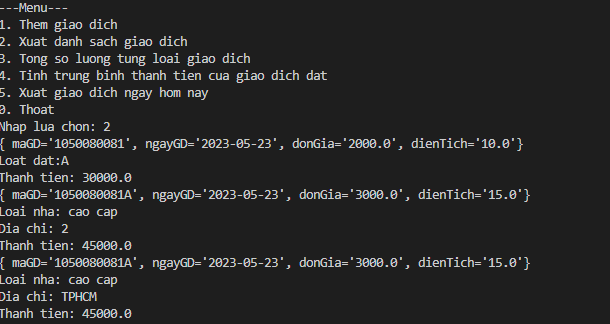 ---Menu---
1. Them giao dich
2. Xuat danh sach giao dich
3. Tong so luong tung loai giao dich
4. Tinh trung binh thanh tien cua giao dich dat
5. Xuat giao dich ngay hom nay
0. Thoat
Nhap lua chon: 2
{ maGD='1050080081', ngayGD='2023-05-23', donGia='2000.0', dienTich='10.0'}
Loat dat:A
Thanh tien: 30000.0
{ maGD='1050080081A', ngayGD='2023-05-23', donGia='3000.0', dienTich='15.0'}
Loai nha: cao cap
Dia chi: 2
Thanh tien: 45000.0
{ maGD='1050080081A', ngayGD='2023-05-23', donGia='3000.0', dienTich='15.0'}
Loai nha: cao cap
Dia chi: TPHCM
Thanh tien: 45000.0